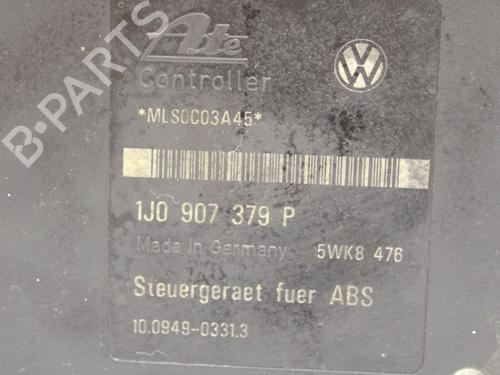 Ate
Controller
*MLS0C03A45*
1J0 907 379 P
Made in Germany 5WK8 476
Steuergeraet fuer ABS
10.0949-0331.3
B-PARTS